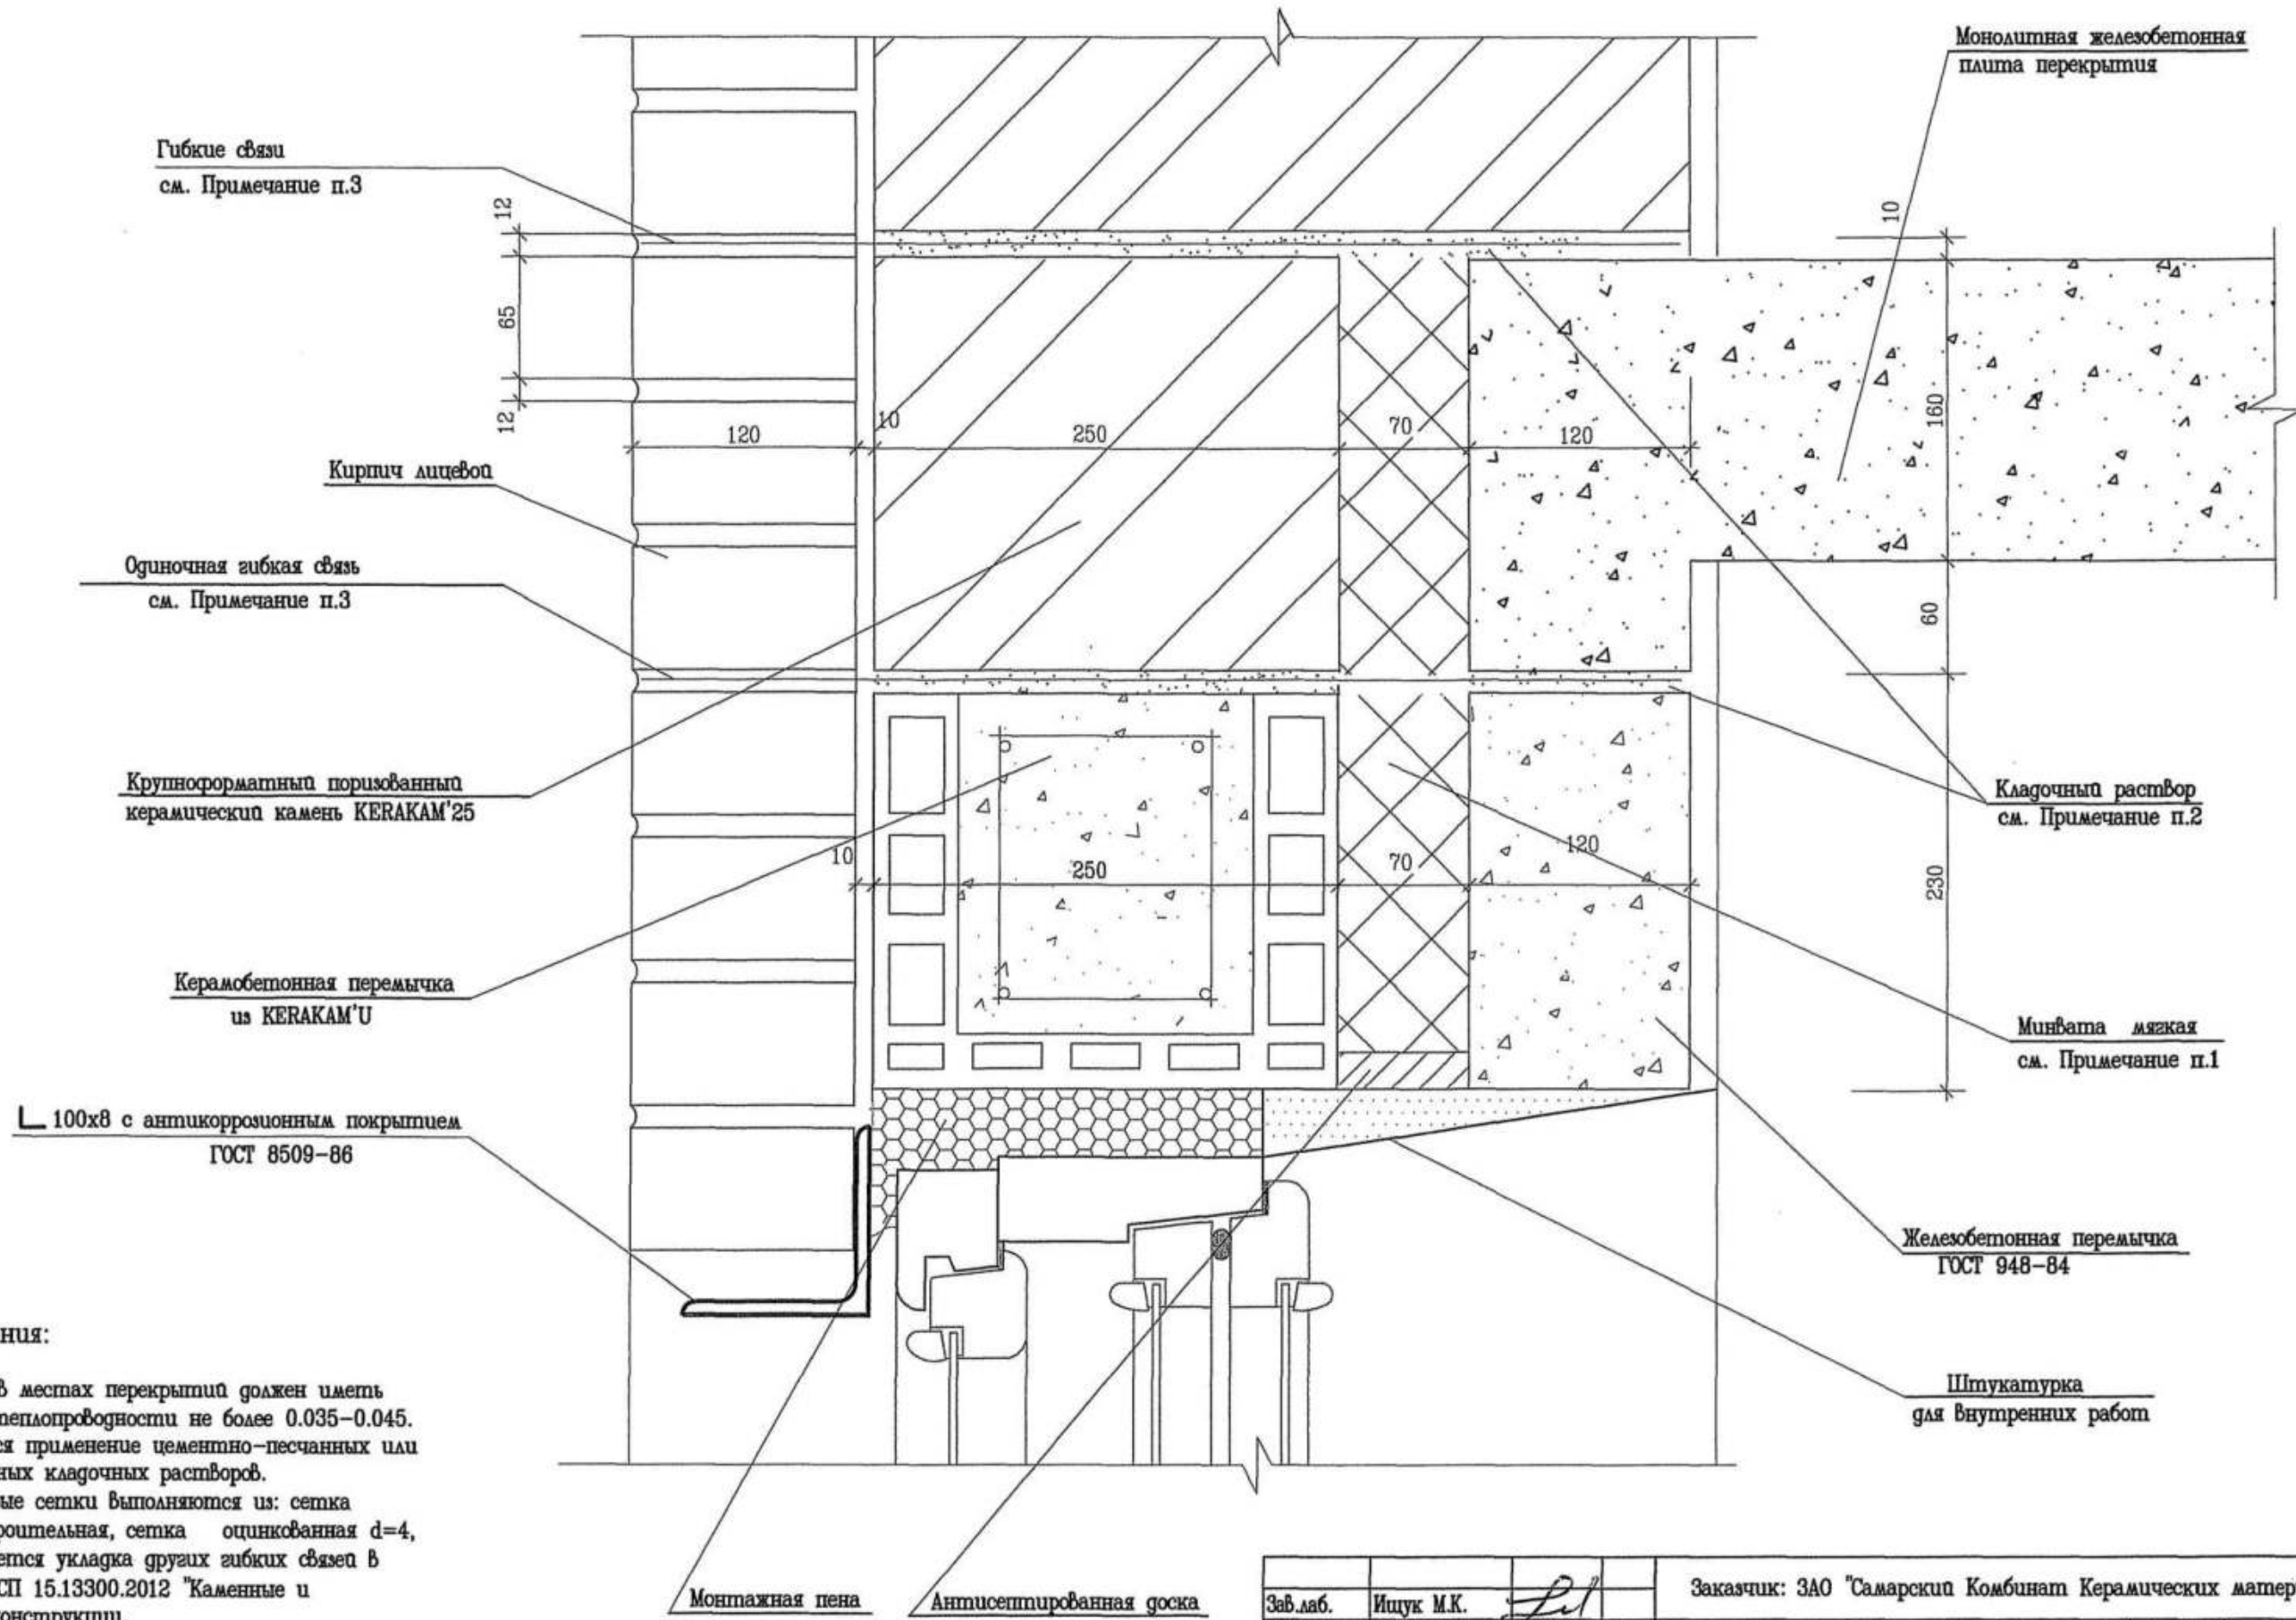 Монолитная железобетонная
плита перекрытия
Гибкие связи
см. Примечание п.3
12
65
12
10
120
10
250
70
120
160
60
Кирпич лицевой
Одиночная гибкая связь
см. Примечание п.3
Крупноформатный поризованный
керамический камень KERAKAM'25
Кладочный раствор
см. Примечание п.2
10
250
70
120
230
Керамобетонная перемычка
из KERAKAM'U
Минвата мягкая
см. Примечание п.1
100х8 с антикоррозионным покрытием
ГОСТ 8509-86
Железобетонная перемычка
ГОСТ 948-84
Штукатурка
для внутренних работ
ния:
в местах перекрытий должен иметь
теплопроводности не более 0.035-0.045.
ся применение цементно-песчанных или
ных кладочных растворов.
ые сетки выполняются из: сетка
роительная, сетка оцинкованная d=4,
ется укладка других гибких связей в
СП 15.13300.2012 "Каменные и
конструкции
Монтажная пена
Антисептированная доска
Зав.лаб.
Ищук М.К.
Заказчик: ЗАО "Самарский Комбинат Керамических матер